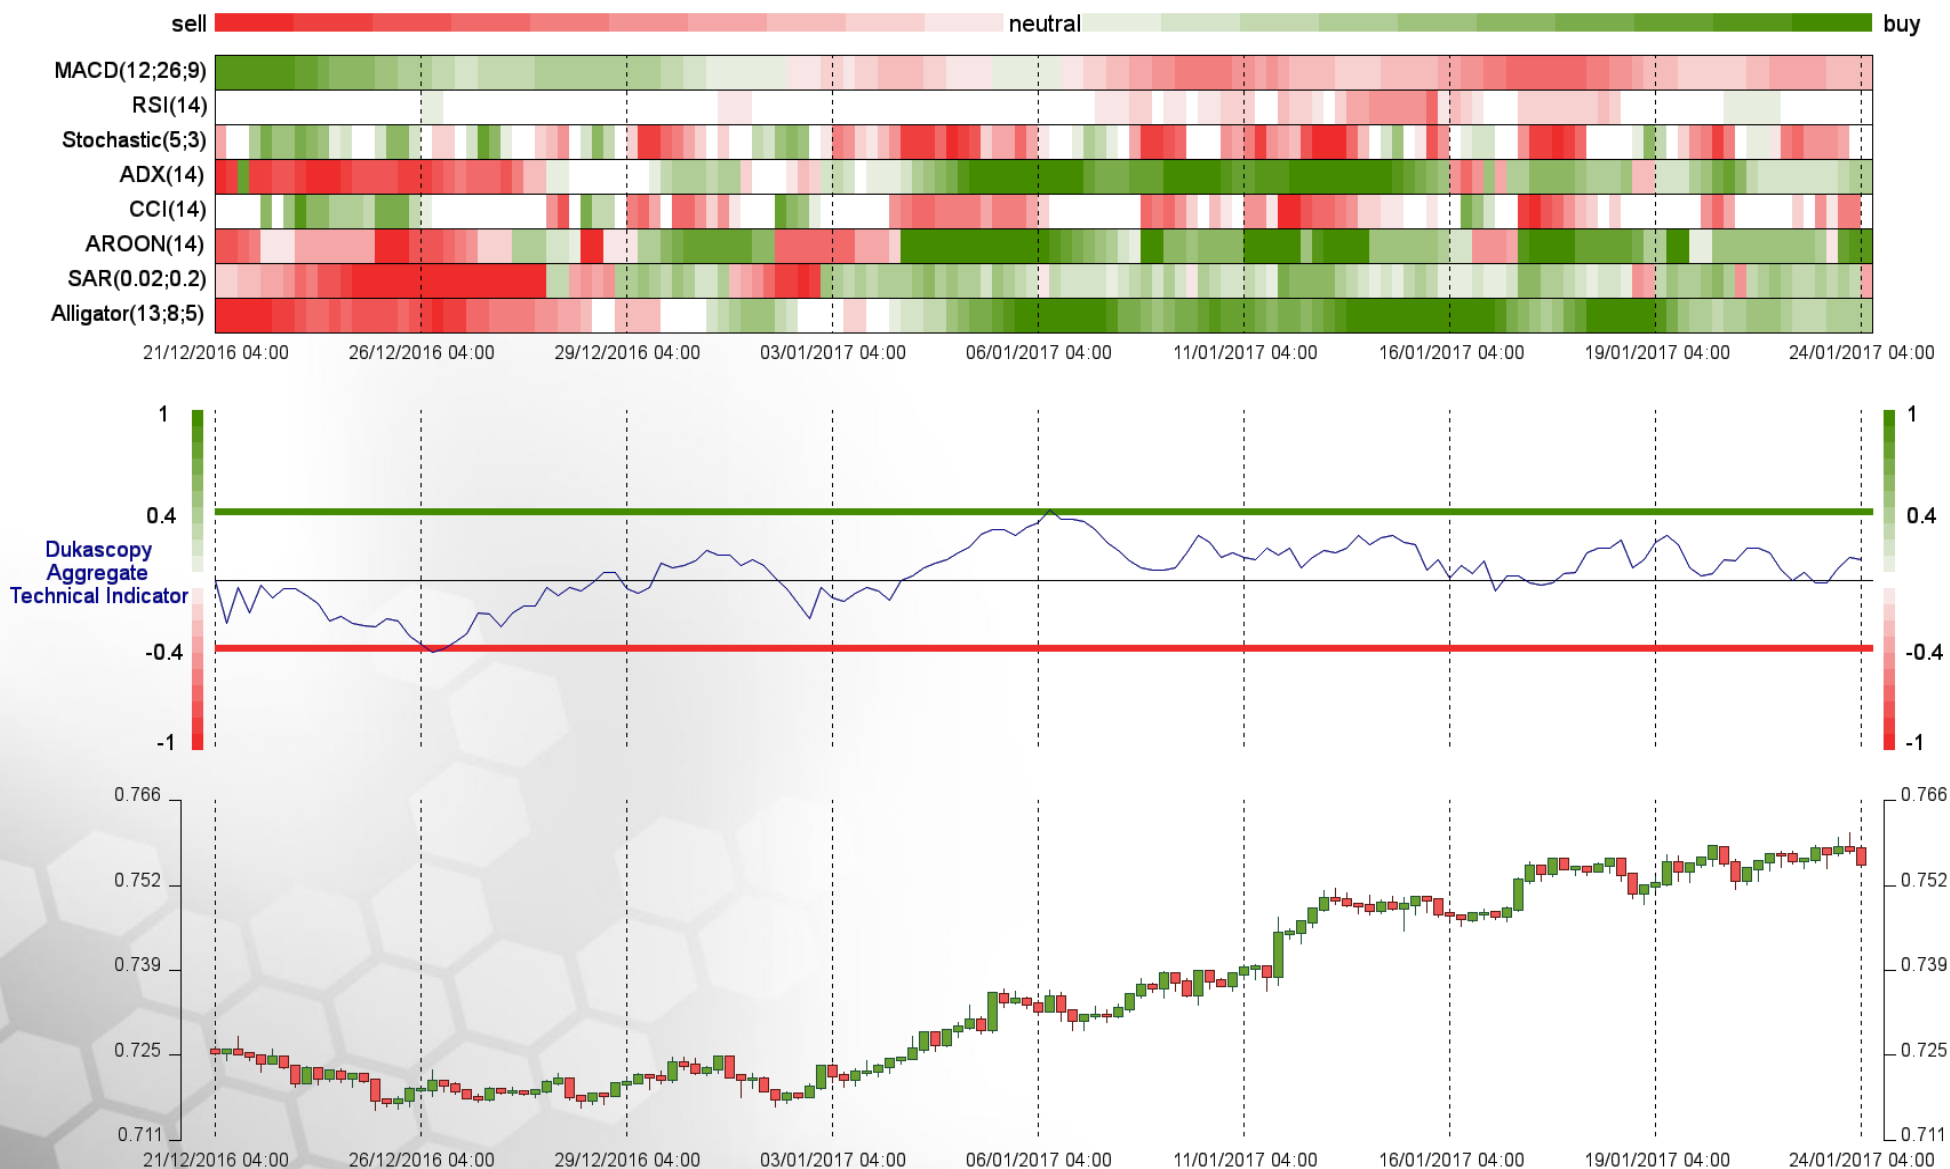 sell neutral buy
MACD(12;26;9)
RSI(14)
Stochastic(5;3)
ADX(14)
CCI(14)
AROON(14)
SAR(0.02;0.2)
Alligator(13;8;5)
21/12/2016 04:00 26/12/2016 04:00 29/12/2016 04:00 03/01/2017 04:00 06/01/2017 04:00 11/01/2017 04:00 16/01/2017 04:00 19/01/2017 04:00 24/01/2017 04:00
1 1
0.4 0.4
Dukascopy
Aggregate
Technical Indicator
-0.4 -0.4
-1 -1
0.766 0.766
0.752 0.752
0.739 0.739
0.725 0.725
0.711 0.711
21/12/2016 04:00 26/12/2016 04:00 29/12/2016 04:00 03/01/2017 04:00 06/01/2017 04:00 11/01/2017 04:00 16/01/2017 04:00 19/01/2017 04:00 24/01/2017 04:00